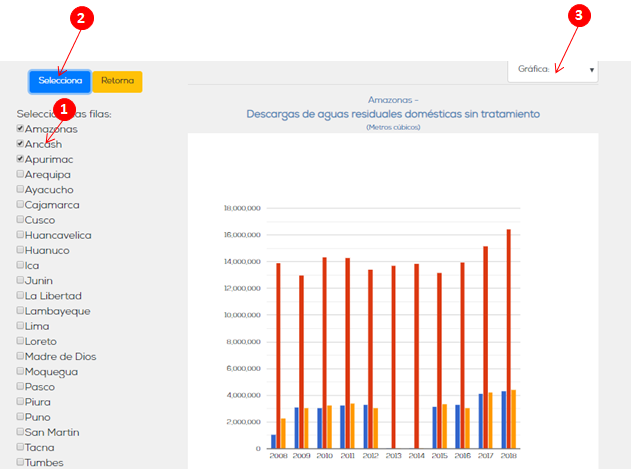 2
3
Selecciona
Retorna
Gráfica:
1
Selecci as filas:
Amazonas
Ancash
Apurimac
Arequipa
Ayacucho
Cajamarca
Cusco
Huancavelica
Huanuco
Ica
Junin
La Libertad
Lambayeque
Lima
Loreto
Madre de Dios
Moquegua
Pasco
Piura
Puno
San Martin
Tacna
Tumbes
Amazonas -
Descargas de aguas residuales domésticas sin tratamiento
(Metros cúbicos)
18,000,000
16,000,000
14,000,000
12,000,000
10,000,000
8,000,000
6,000,000
4,000,000
2,000,000
0
2008 2009 2010 2011 2012 2013 2014 2015 2016 2017 2018